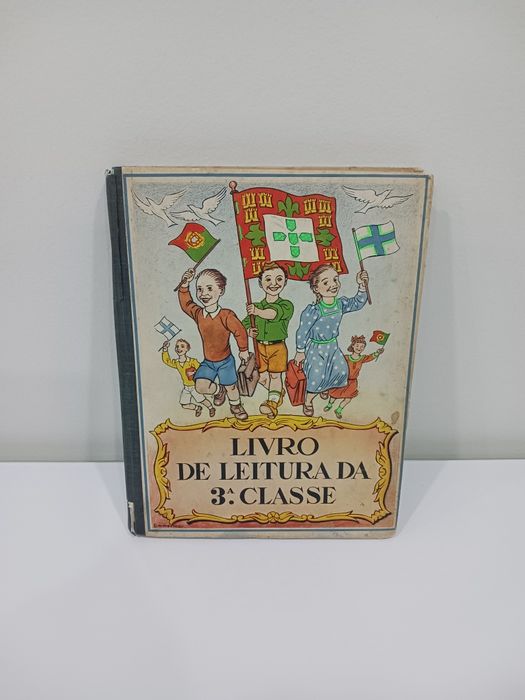 LIVRO
DE LEITURA DA
3.ª CLASSE